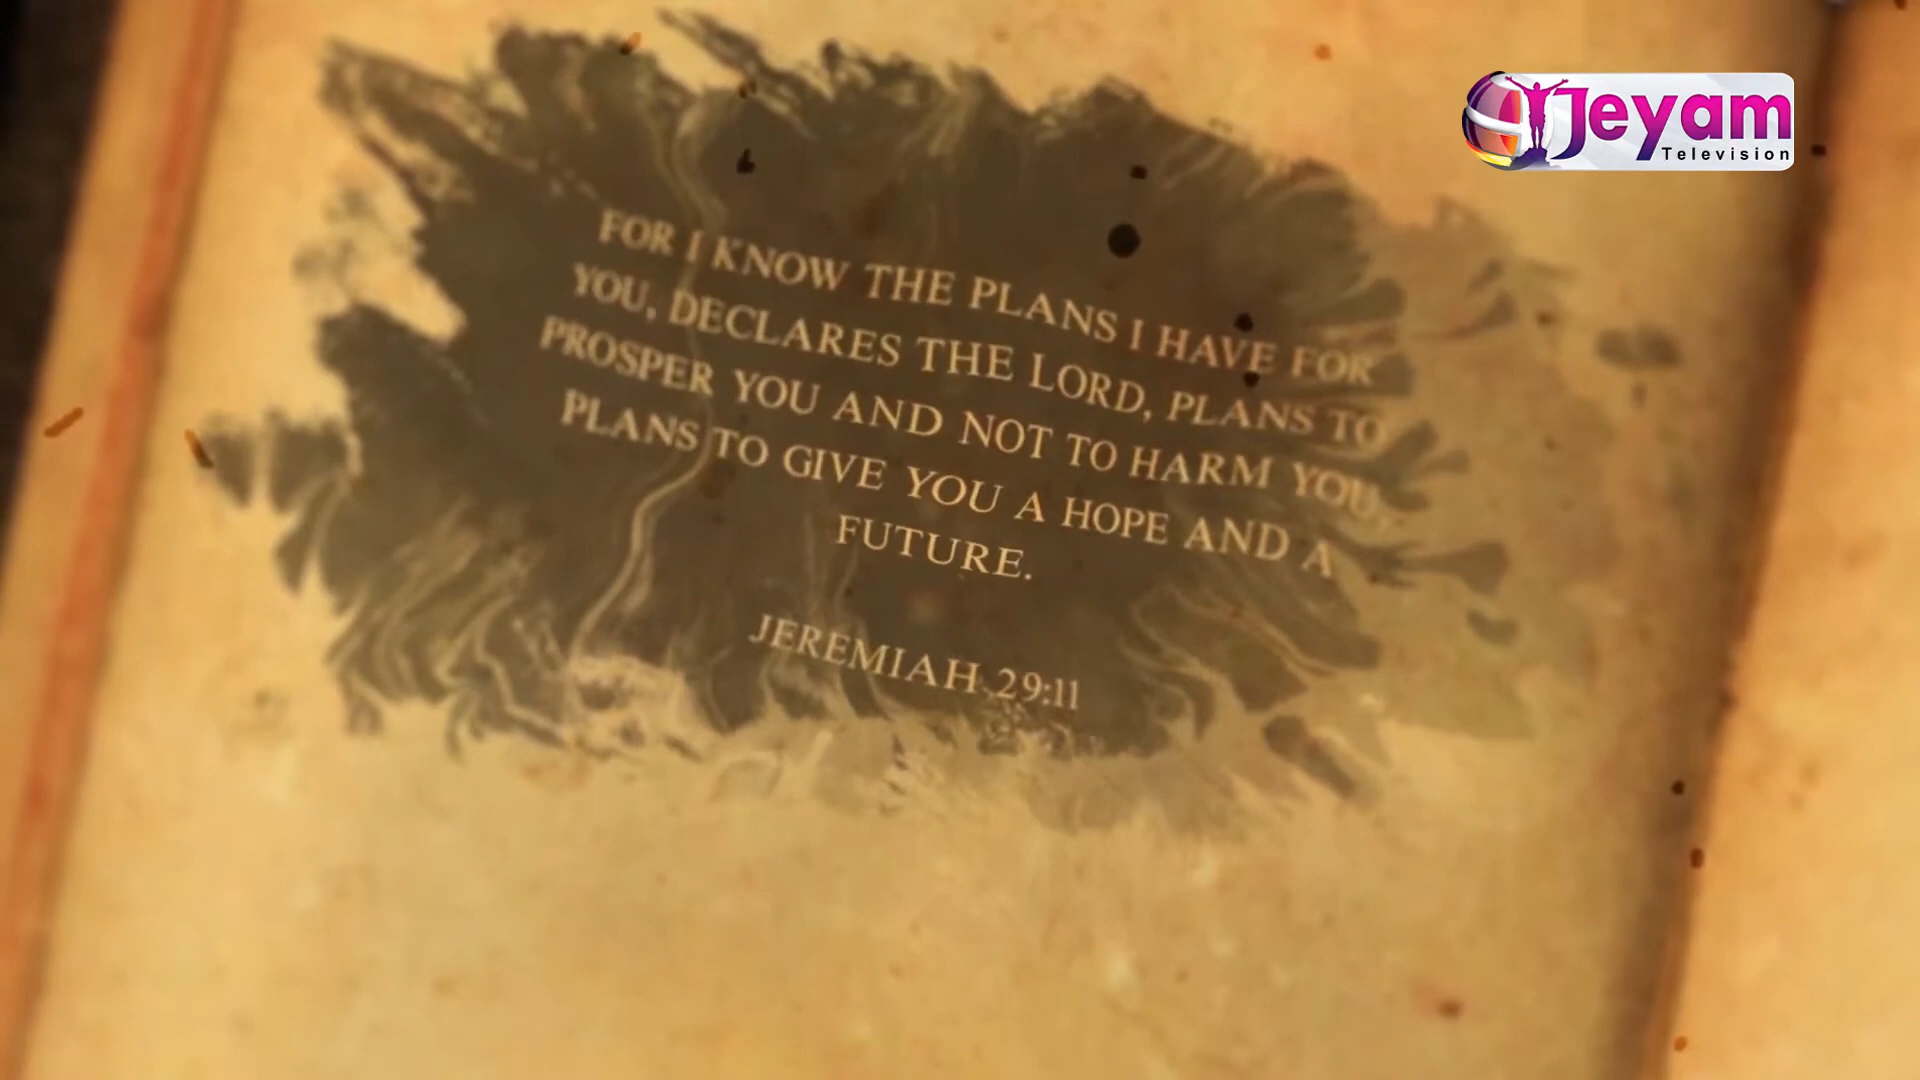 Jeyam
Television
FOR I KNOW THE PLANS I HAVE FOR
YOU, DECLARES THE LORD, PLANS TO
PROSPER YOU AND NOT TO HARM YOU,
PLANS TO GIVE YOU A HOPE AND A
FUTURE.
JEREMIAH 29:11